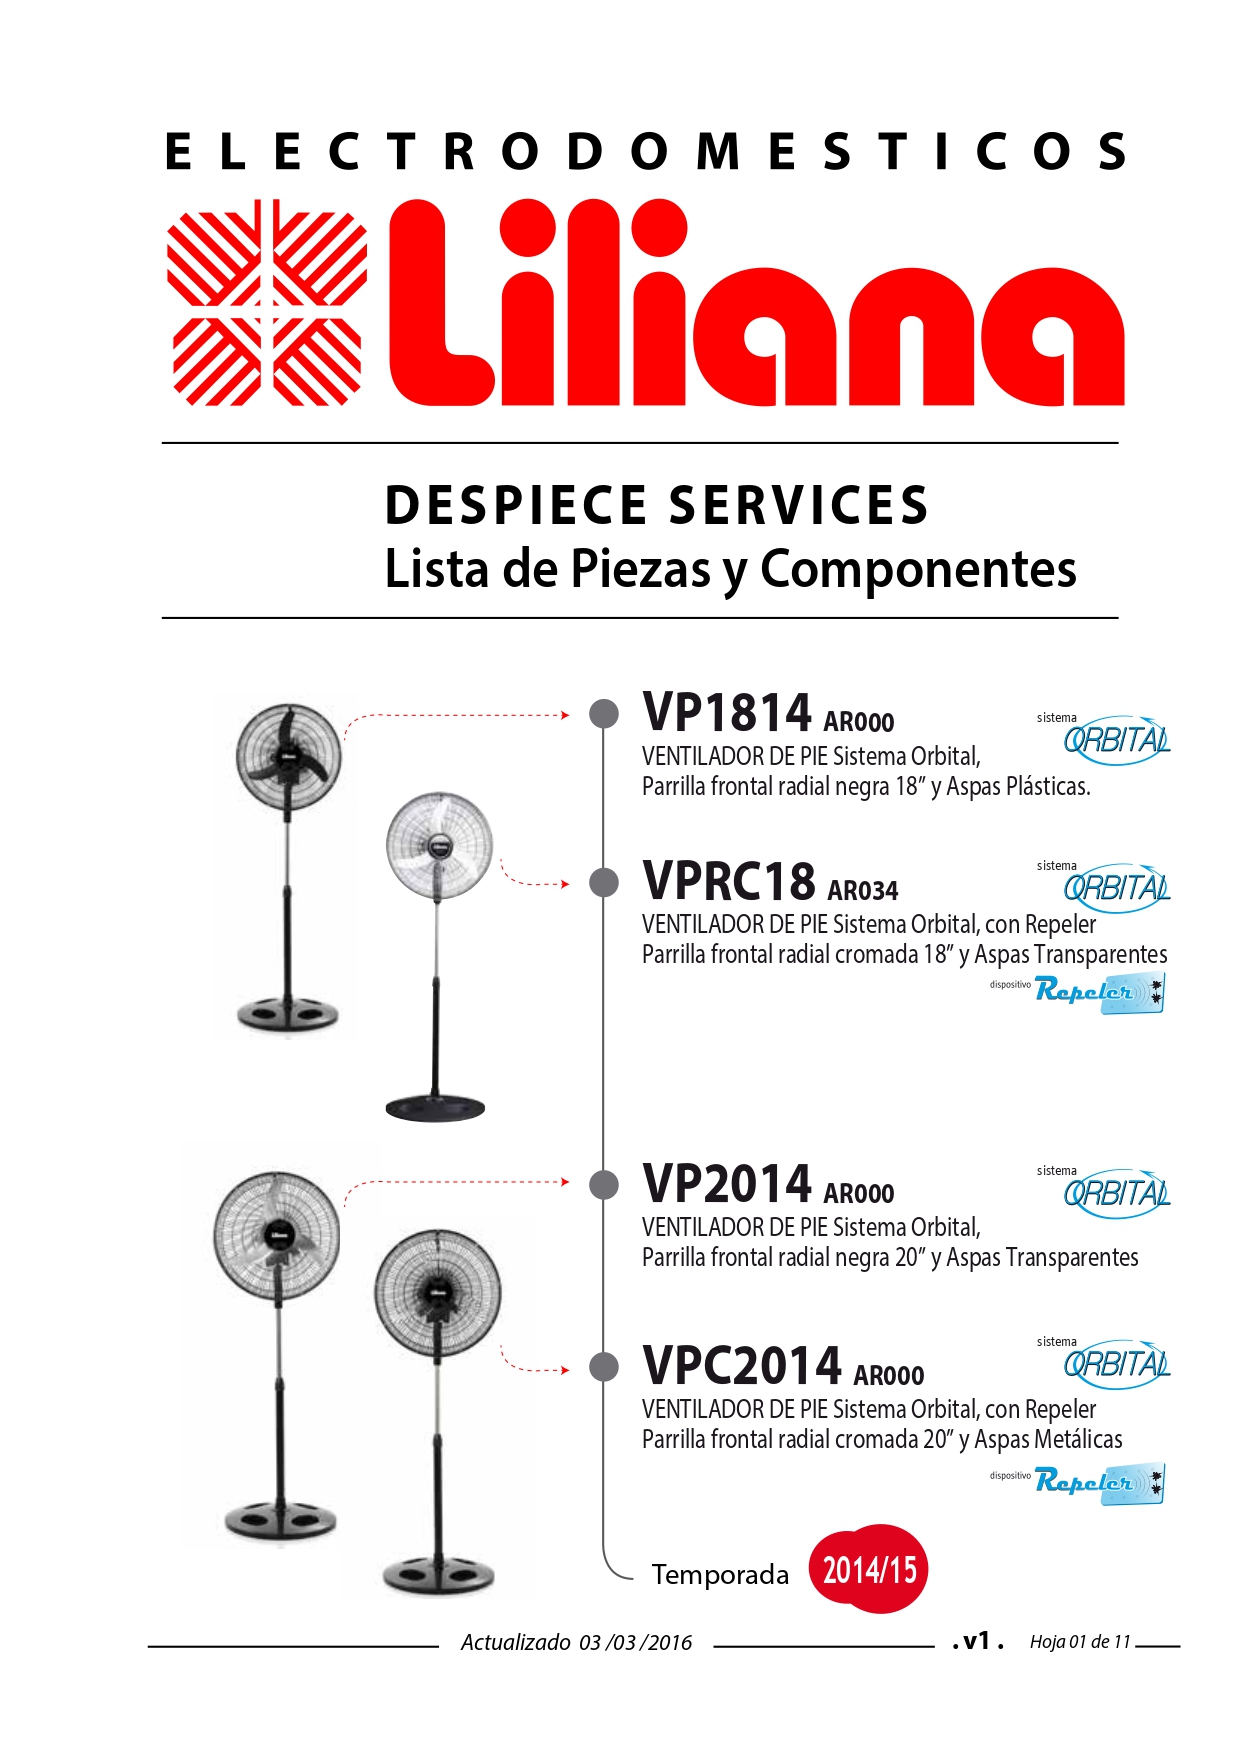 ELECTRODOMESTICOS
Liliana
DESPIECE SERVICES
Lista de Piezas y Componentes
VP1814 AR000
sistema ORBITAL
VENTILADOR DE PIE Sistema Orbital,
Parrilla frontal radial negra 18” y Aspas Plásticas.
VPRC18 AR034
sistema ORBITAL
VENTILADOR DE PIE Sistema Orbital, con Repeler
Parrilla frontal radial cromada 18” y Aspas Transparentes
dispositivo Repeler
VP2014 AR000
sistema ORBITAL
VENTILADOR DE PIE Sistema Orbital,
Parrilla frontal radial negra 20” y Aspas Transparentes
VPC2014 AR000
sistema ORBITAL
VENTILADOR DE PIE Sistema Orbital, con Repeler
Parrilla frontal radial cromada 20” y Aspas Metálicas
dispositivo Repeler
Temporada 2014/15
Actualizado 03 /03 /2016 . v1 . Hoja 01 de 11